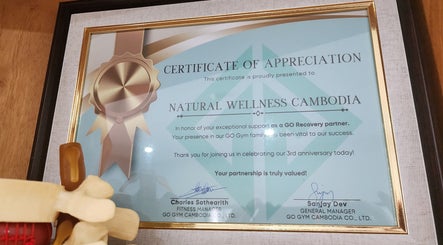 CERTIFICATE OF APPRECIATION
This certificate is proudly presented to
NATURAL WELLNESS CAMBODIA
In honor of your exceptional support as a GO Recovery partner.
Your presence in our GO Gym family has been vital to our success.
Thank you for joining us in celebrating our 3rd anniversary today!
Your partnership is truly valued!
Charles Sothearith
FITNESS MANAGER
GO GYM CAMBODIA CO., LTD.
Sanjay Dev
GENERAL MANAGER
GO GYM CAMBODIA CO., LTD.